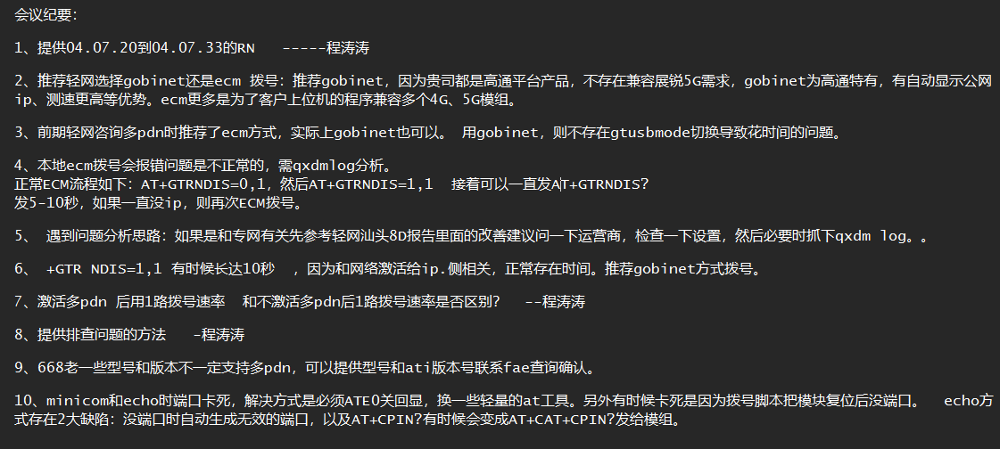 会议纪要:
1、提供04.07.20到04.07.33的RN   -----程涛涛
2、推荐轻网选择gobinet还是ecm 拨号: 推荐gobinet，因为贵司都是高通平台产品，不存在兼容展锐5G需求，gobinet为高通特有，有自动显示公网
ip、测速更高等优势。ecm更多是为了客户上位机的程序兼容多个4G、5G模组。
3、前期轻网咨询多pdn时推荐了ecm方式，实际上gobinet也可以。 用gobinet，则不存在gtusbmode切换导致花时间的问题。
4、本地ecm拨号会报错问题是不正常的，需qxdmlog分析。
正常ECM流程如下: AT+GTRNDIS=0,1，然后AT+GTRNDIS=1,1  接着可以一直发AT+GTRNDIS?
发5-10秒，如果一直没ip，则再次ECM拨号。
5、 遇到问题分析思路: 如果是和专网有关先参考轻网汕头8D报告里面的改善建议问一下运营商，检查一下设置，然后必要时抓下qxdm log。。
6、 +GTR NDIS=1,1 有时候长达10秒  ，因为和网络激活给ip.侧相关，正常存在时间。推荐gobinet方式拨号。
7、激活多pdn 后用1路拨号速率  和不激活多pdn后1路拨号速率是否区别?  --程涛涛
8、提供排查问题的方法   -程涛涛
9、668老一些型号和版本不一定支持多pdn，可以提供型号和ati版本号联系fae查询确认。
10、minicom和echo时端口卡死，解决方式是必须ATE0关回显，换一些轻量的at工具。另外有时候卡死是因为拨号脚本把模块复位后没端口。  echo方
式存在2大缺陷: 没端口时自动生成无效的端口，以及AT+CPIN?有时候会变成AT+CAT+CPIN?发给模组。